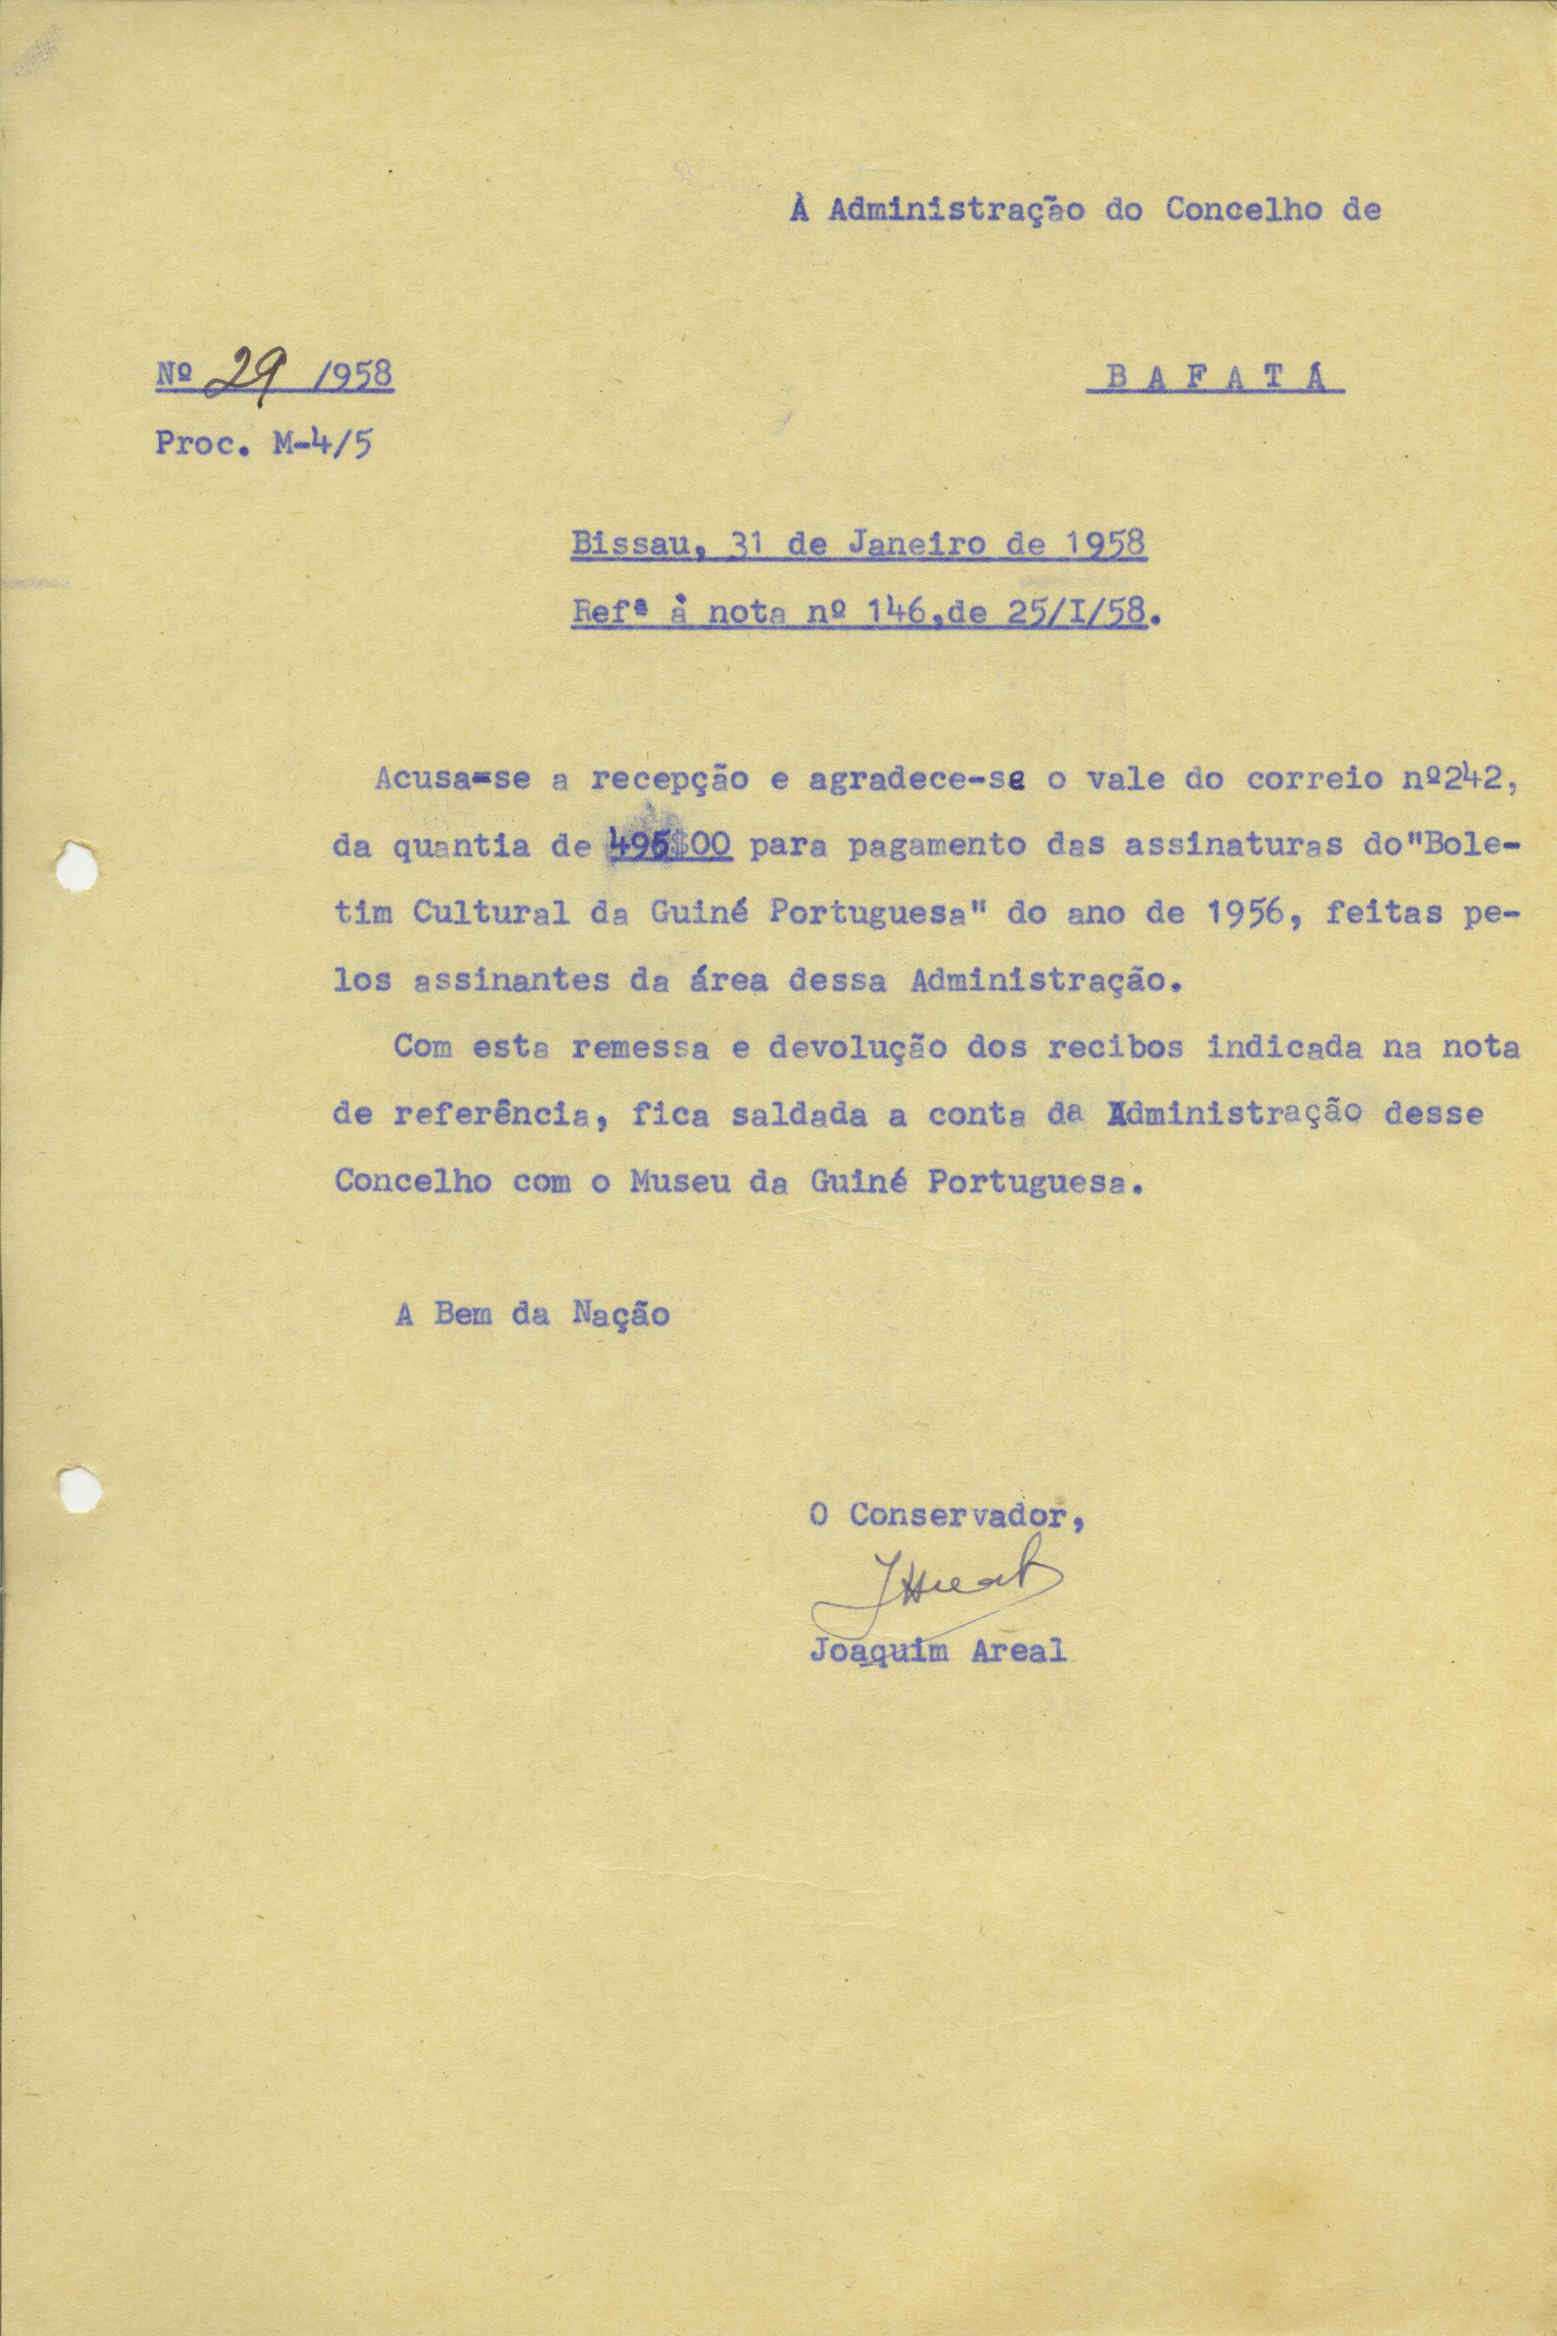 À Administração do Concelho de
Nº 29 /1958
B A F A T Á
Proc. M-4/5
Bissau, 31 de Janeiro de 1958
Refª à nota nº 146,de 25/I/58.
Acusa-se a recepção e agradece-se o vale do correio nº242,
da quantia de 495$00 para pagamento das assinaturas do"Bole-
tim Cultural da Guiné Portuguesa" do ano de 1956, feitas pe-
los assinantes da área dessa Administração.
Com esta remessa e devolução dos recibos indicada na nota
de referência, fica saldada a conta da Administração desse
Concelho com o Museu da Guiné Portuguesa.
A Bem da Nação
O Conservador,
JAreal
Joaquim Areal